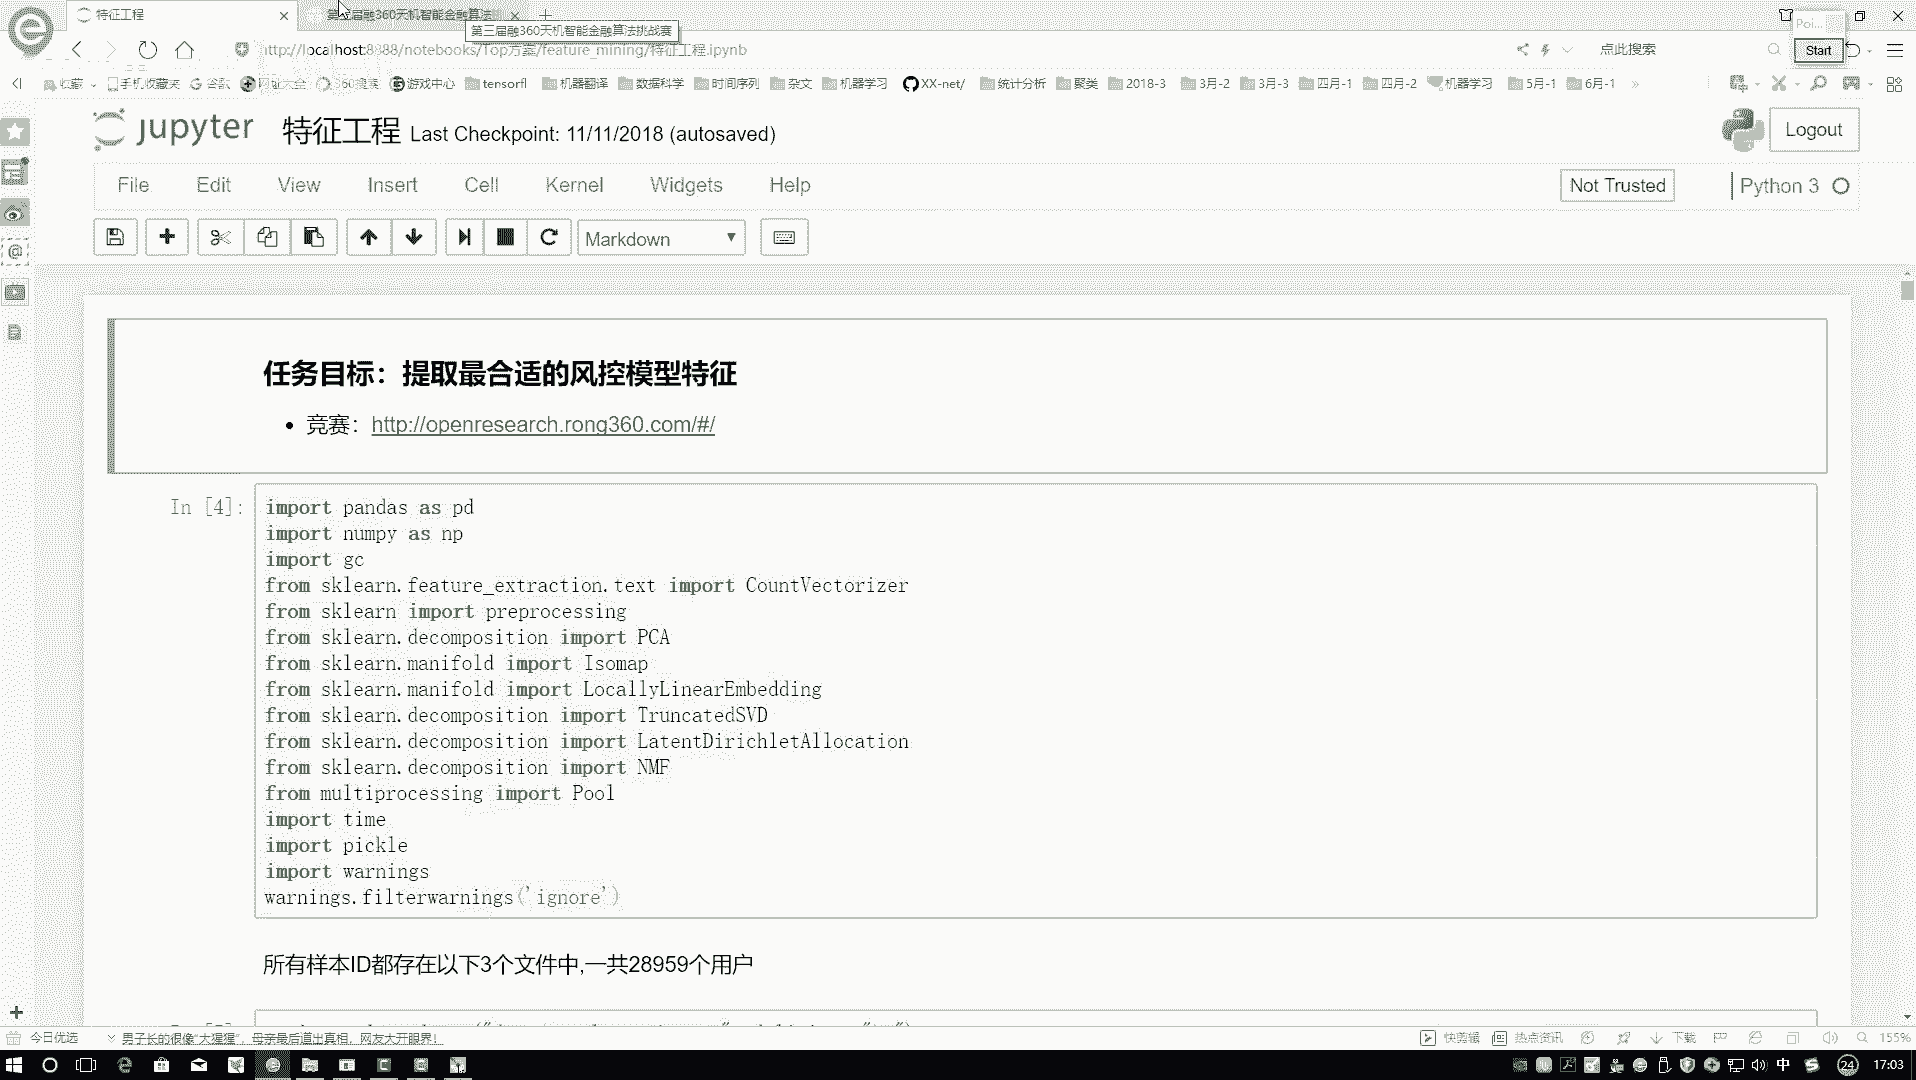 特征工程
第三届融360天机智能金融算法挑战赛
http://localhost:8888/notebooks/Top方案/feature_mining/特征工程.ipynb
点此搜索
Start
收藏 手机收藏夹 谷歌 网址大全 360搜索 游戏中心 tensorfl 机器翻译 数据科学 时间序列 杂文 机器学习 XX-net/ 统计分析 聚类 2018-3 3月-2 3月-3 四月-1 四月-2 机器学习 5月-1 6月-1
jupyter 特征工程 Last Checkpoint: 11/11/2018 (autosaved)
Logout
File Edit View Insert Cell Kernel Widgets Help
Not Trusted
Python 3
Markdown
任务目标：提取最合适的风控模型特征
竞赛：http://openresearch.rong360.com/#/
In [4]:
import pandas as pd
import numpy as np
import gc
from sklearn.feature_extraction.text import CountVectorizer
from sklearn import preprocessing
from sklearn.decomposition import PCA
from sklearn.manifold import Isomap
from sklearn.manifold import LocallyLinearEmbedding
from sklearn.decomposition import TruncatedSVD
from sklearn.decomposition import LatentDirichletAllocation
from sklearn.decomposition import NMF
from multiprocessing import Pool
import time
import pickle
import warnings
warnings.filterwarnings('ignore')
所有样本ID都存在以下3个文件中,一共28959个用户
今日优选
男子长的很像"大猩猩"，母亲最后道出真相，网友大开眼界！
快剪辑 热点资讯 下载 155%
中 24 17:03